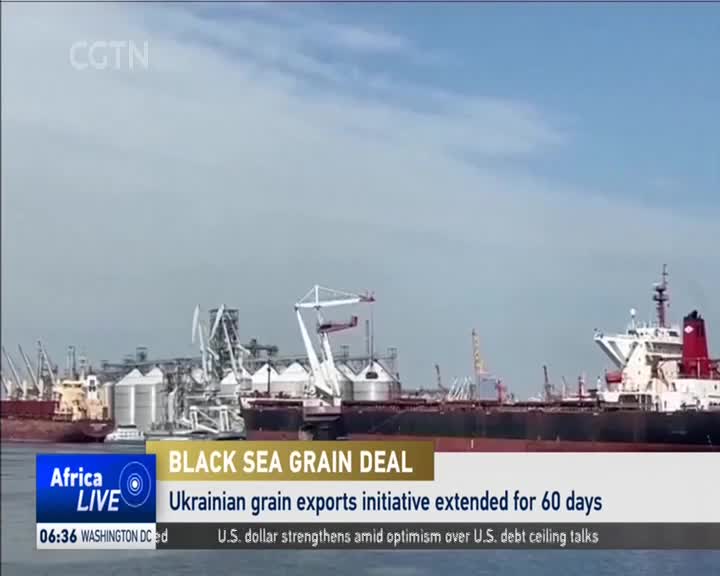 CGTN
BLACK SEA GRAIN DEAL
Africa
LIVE
Ukrainian grain exports initiative extended for 60 days
06:36 WASHINGTON DC
ed U.S. dollar strengthens amid optimism over U.S. debt ceiling talks